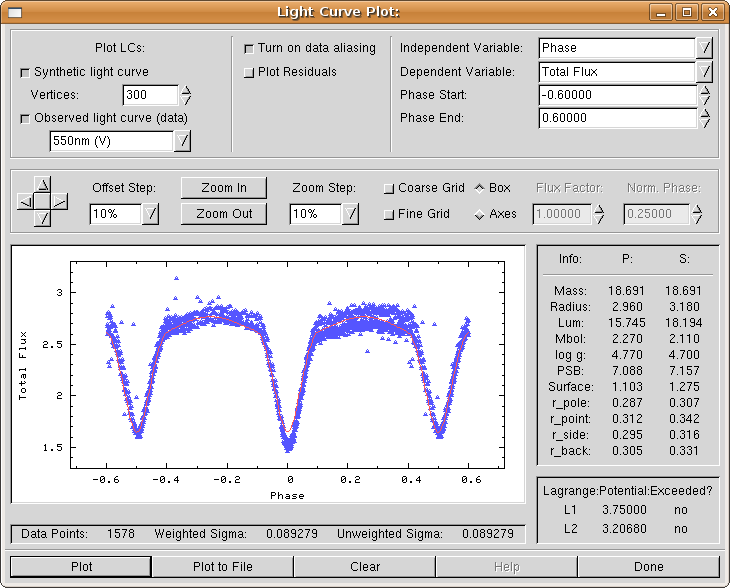 Light Curve Plot:
Plot LCs:
Synthetic light curve
Vertices: 300
Observed light curve (data)
550nm (V)
Turn on data aliasing
Plot Residuals
Independent Variable: Phase
Dependent Variable: Total Flux
Phase Start: -0.60000
Phase End: 0.60000
Offset Step: Zoom In Zoom Step: Coarse Grid Box Flux Factor: Norm. Phase:
10% Zoom Out 10% Fine Grid Axes 1.00000 0.25000
3
2.5
2
1.5
Total Flux
-0.6 -0.4 -0.2 0 0.2 0.4 0.6
Phase
Info: P: S:
Mass: 18.691 18.691
Radius: 2.960 3.180
Lum: 15.745 18.194
Mbol: 2.270 2.110
log g: 4.770 4.700
PSB: 7.088 7.157
Surface: 1.103 1.275
r_pole: 0.287 0.307
r_point: 0.312 0.342
r_side: 0.295 0.316
r_back: 0.305 0.331
Lagrange:Potential:Exceeded?
L1 3.75000 no
L2 3.20680 no
Data Points: 1578 Weighted Sigma: 0.089279 Unweighted Sigma: 0.089279
Plot Plot to File Clear Help Done